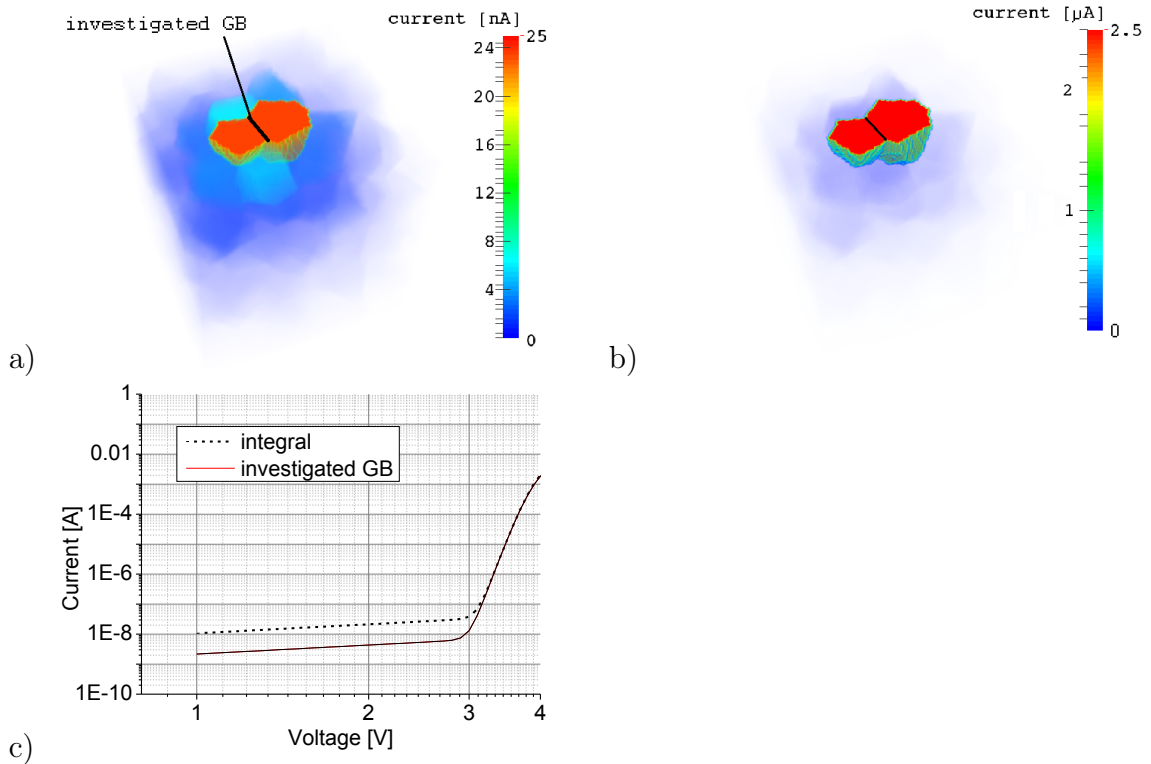 investigated GB
current [nA]
25
24
20
16
12
8
4
0
a)
current [μA]
2.5
2
1
0
b)
1
0.01
1E-4
1E-6
1E-8
1E-10
Current [A]
integral
investigated GB
1
2
3
4
Voltage [V]
c)